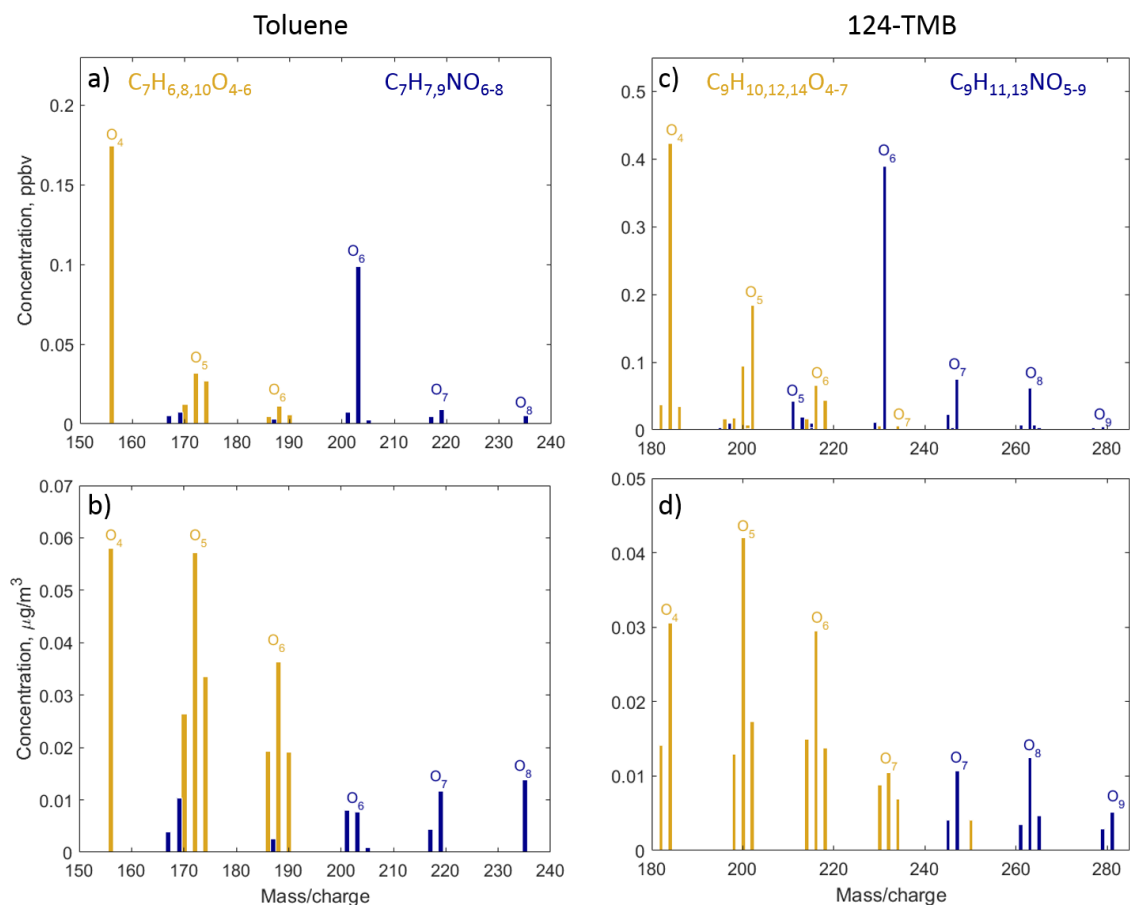 Toluene
124-TMB
a)
C₇H₆,₈,₁₀O₄₋₆
C₇H₇,₉NO₆₋₈
O₄
O₅
O₆
O₆
O₇
O₈
Concentration, ppbv
0.2
0.15
0.1
0.05
0
150 160 170 180 190 200 210 220 230 240
c)
C₉H₁₀,₁₂,₁₄O₄₋₇
C₉H₁₁,₁₃NO₅₋₉
O₄
O₅
O₅
O₆
O₆
O₇
O₇
O₈
O₉
0.5
0.4
0.3
0.2
0.1
0
180 200 220 240 260 280
b)
O₄
O₅
O₆
O₆
O₇
O₈
Concentration, μg/m³
0.07
0.06
0.05
0.04
0.03
0.02
0.01
0
150 160 170 180 190 200 210 220 230 240
Mass/charge
d)
O₄
O₅
O₆
O₇
O₇
O₈
O₉
0.05
0.04
0.03
0.02
0.01
0
180 200 220 240 260 280
Mass/charge